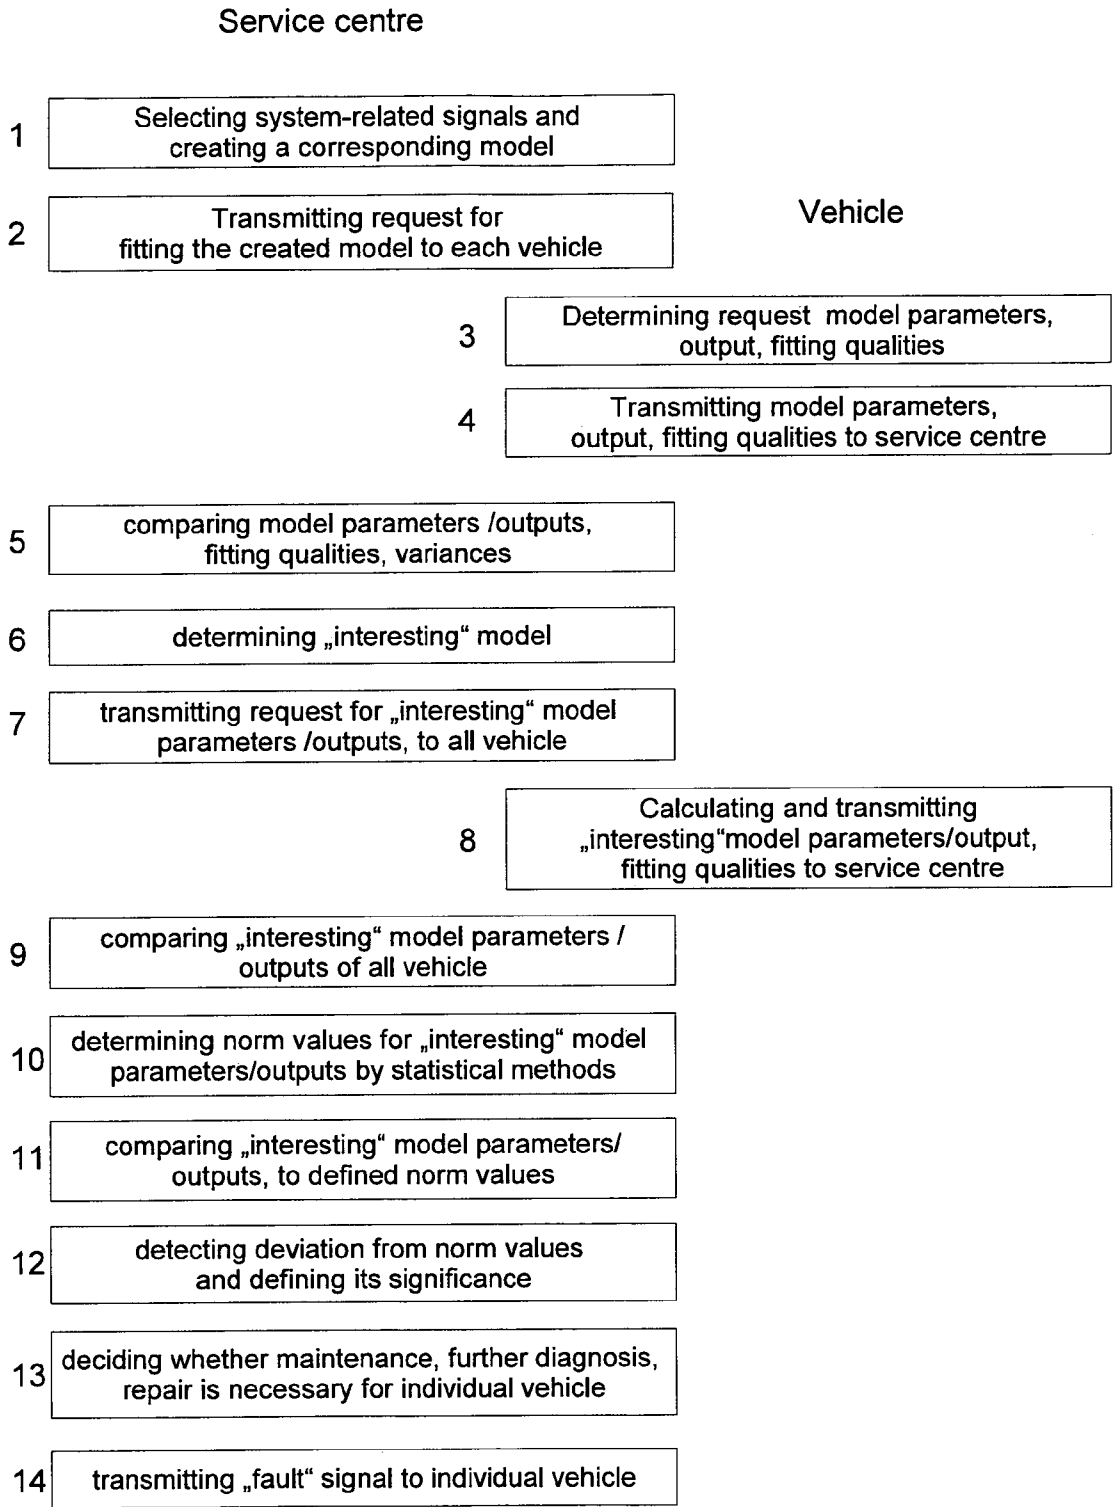 Service centre
1
Selecting system-related signals and
creating a corresponding model
Vehicle
2
Transmitting request for
fitting the created model to each vehicle
3
Determining request model parameters,
output, fitting qualities
4
Transmitting model parameters,
output, fitting qualities to service centre
5
comparing model parameters /outputs,
fitting qualities, variances
6
determining „interesting“ model
7
transmitting request for „interesting“ model
parameters /outputs, to all vehicle
8
Calculating and transmitting
„interesting“model parameters/output,
fitting qualities to service centre
9
comparing „interesting“ model parameters /
outputs of all vehicle
10
determining norm values for „interesting“ model
parameters/outputs by statistical methods
11
comparing „interesting“ model parameters/
outputs, to defined norm values
12
detecting deviation from norm values
and defining its significance
13
deciding whether maintenance, further diagnosis,
repair is necessary for individual vehicle
14
transmitting „fault“ signal to individual vehicle